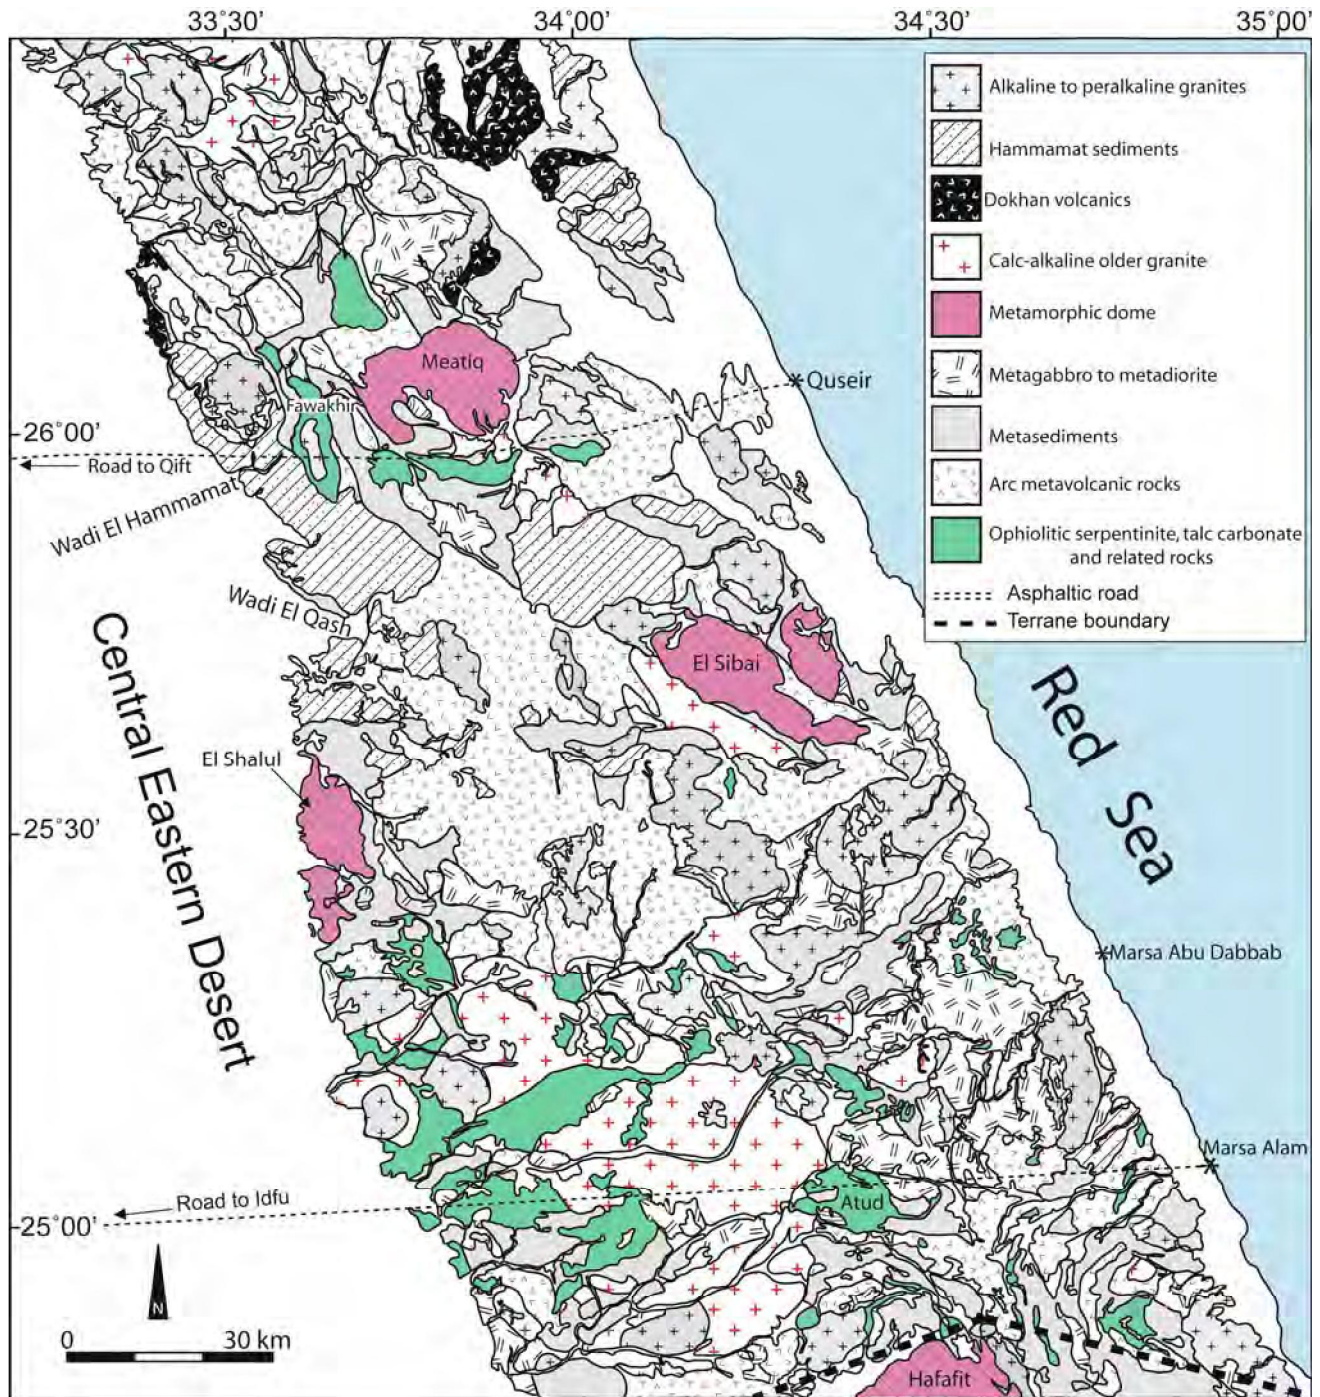 33˚30'
34˚00'
34˚30'
35˚00'
Alkaline to peralkaline granites
Hammamat sediments
Dokhan volcanics
Calc-alkaline older granite
Metamorphic dome
Metagabbro to metadiorite
Metasediments
Arc metavolcanic rocks
Ophiolitic serpentinite, talc carbonate
and related rocks
Asphaltic road
Terrane boundary
Meatiq
Quseir
Fawakhir
26˚00'
Road to Qift
Wadi El Hammamat
Wadi El Qash
Central Eastern Desert
El Sibai
Red Sea
El Shalul
25˚30'
Marsa Abu Dabbab
Marsa Alam
Road to Idfu
Atud
25˚00'
N
0 30 km
Hafafit